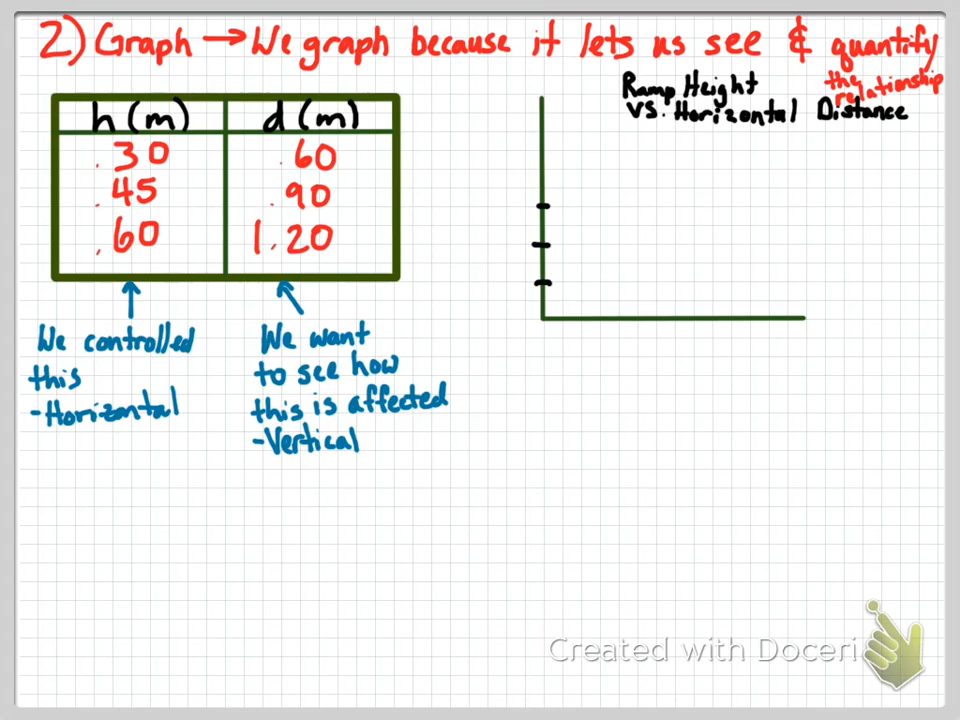 2) Graph → We graph because it lets us see & quantify
the
relationship
h (m) d (m)
.30 .60
.45 .90
.60 1.20
We controlled
this
-Horizontal
We want
to see how
this is affected
-Vertical
Ramp Height
vs. Horizontal Distance
Created with Doceri